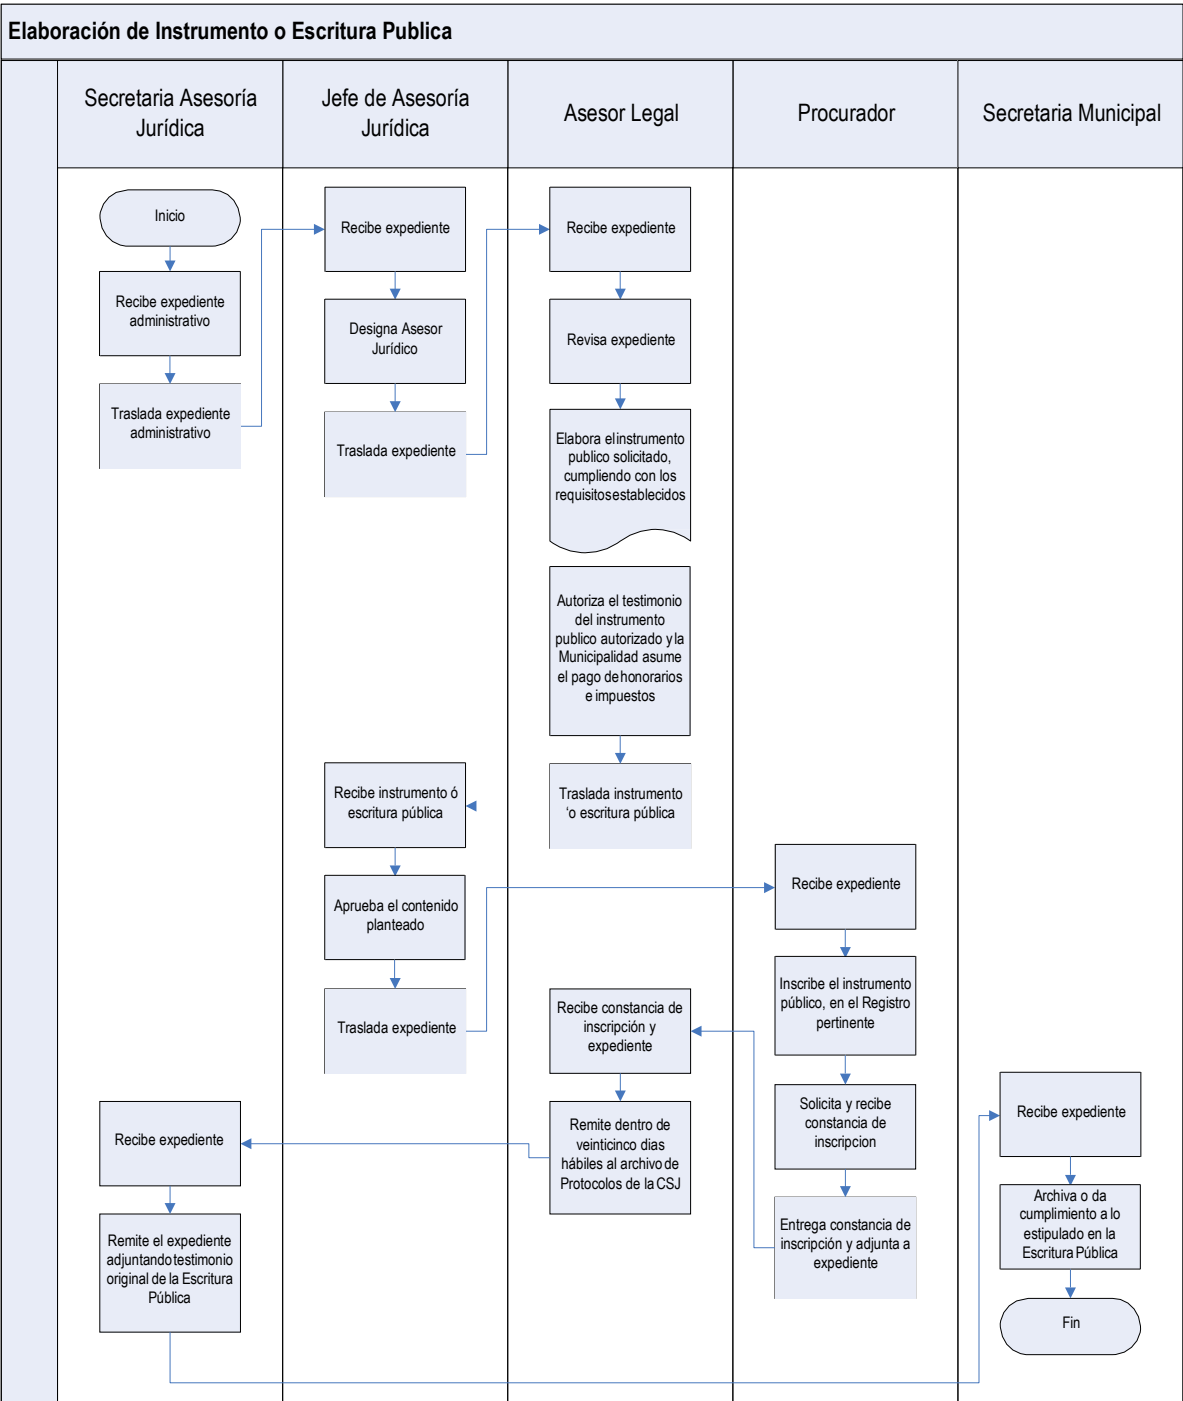 Elaboración de Instrumento o Escritura Publica
Secretaria Asesoría
Jurídica
Jefe de Asesoría
Jurídica
Asesor Legal
Procurador
Secretaria Municipal
Inicio
Recibe expediente
administrativo
Traslada expediente
administrativo
Recibe expediente
Designa Asesor
Jurídico
Traslada expediente
Recibe expediente
Revisa expediente
Elabora el instrumento
publico solicitado,
cumpliendo con los
requisitos establecidos
Autoriza el testimonio
del instrumento
publico autorizado y la
Municipalidad asume
el pago de honorarios
e impuestos
Traslada instrumento
‘o escritura pública
Recibe instrumento ó
escritura pública
Aprueba el contenido
planteado
Traslada expediente
Recibe expediente
Inscribe el instrumento
público, en el Registro
pertinente
Solicita y recibe
constancia de
inscripcion
Entrega constancia de
inscripción y adjunta a
expediente
Recibe constancia de
inscripción y
expediente
Remite dentro de
veinticinco dias
hábiles al archivo de
Protocolos de la CSJ
Recibe expediente
Remite el expediente
adjuntando testimonio
original de la Escritura
Pública
Recibe expediente
Archiva o da
cumplimiento a lo
estipulado en la
Escritura Pública
Fin